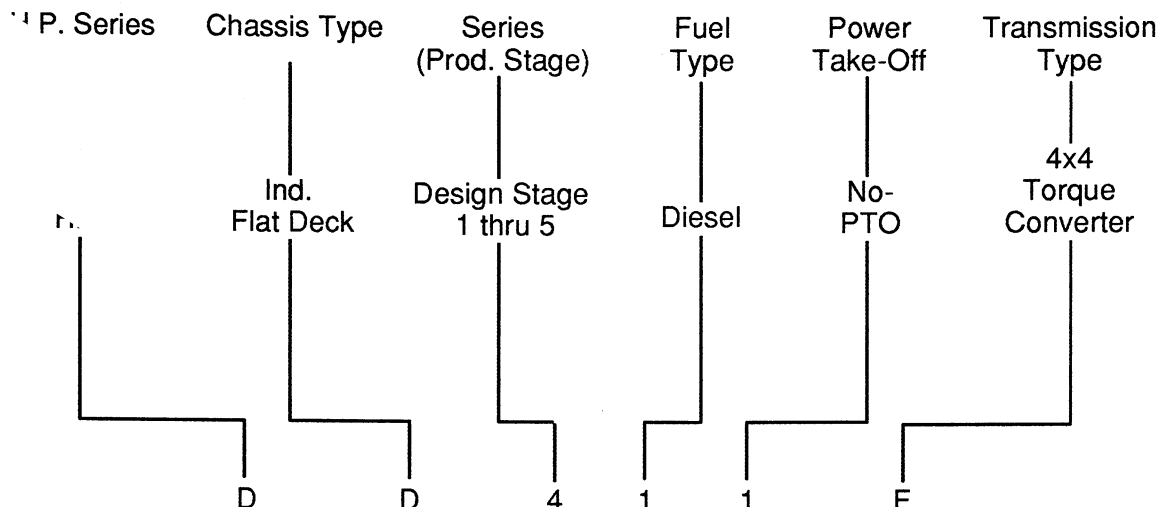 P. Series Chassis Type Series Fuel Power Transmission
(Prod. Stage) Type Take-Off Type
4x4
Ind. Design Stage No- Torque
Flat Deck 1 thru 5 Diesel PTO Converter
D D 4 1 1